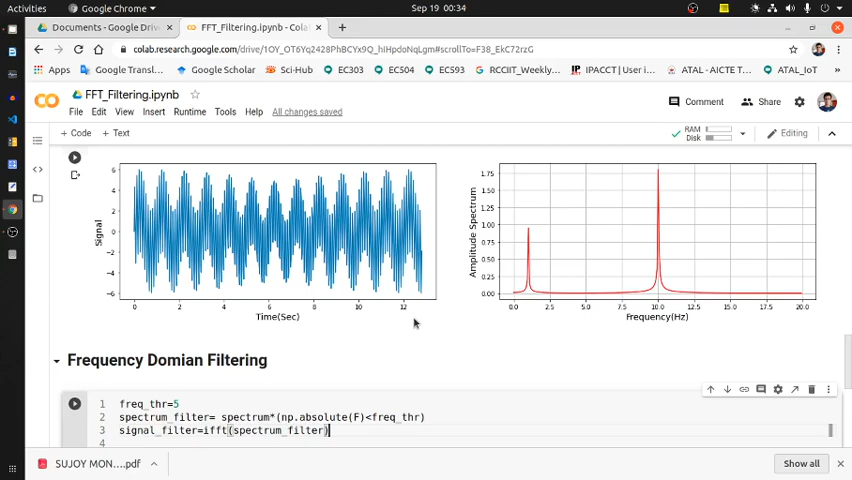 Activities
Google Chrome
Sep 19 00:34
Documents - Google Driv
FFT_Filtering.ipynb - Cola
colab.research.google.com/drive/1OY_OT6Yq2428PhBCYx9Q_hIHpdoNqLgm#scrollTo=F38_EkC72rzG
Apps
Google Transl...
Google Scholar
Sci-Hub
EC303
EC504
EC593
RCCIIT_Weekly...
IPACCT | User i...
ATAL - AICTE T...
ATAL_IoT
»
FFT_Filtering.ipynb
File Edit View Insert Runtime Tools Help All changes saved
Comment
Share
+ Code + Text
RAM
Disk
Editing
Signal
6
4
2
0
−2
−4
−6
0 2 4 6 8 10 12
Time(Sec)
Amplitude Spectrum
1.75
1.50
1.25
1.00
0.75
0.50
0.25
0.00
0.0 2.5 5.0 7.5 10.0 12.5 15.0 17.5 20.0
Frequency(Hz)
Frequency Domian Filtering
1 freq_thr=5
2 spectrum_filter= spectrum*(np.absolute(F)<freq_thr)
3 signal_filter=ifft(spectrum_filter)
4
SUJOY MON....pdf
Show all